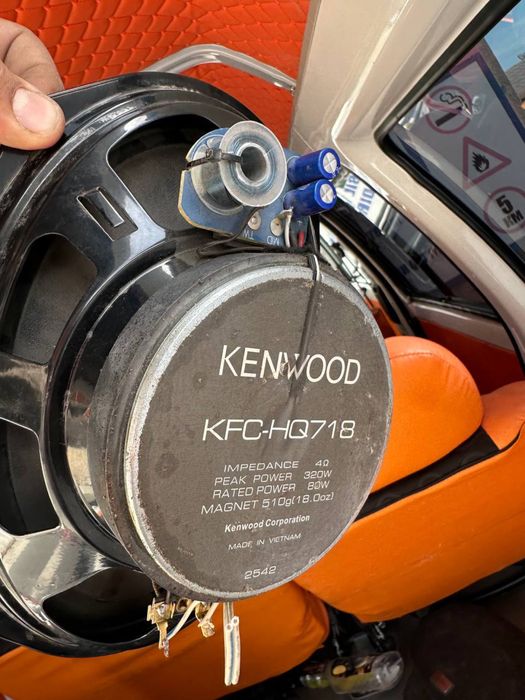 KENWOOD
KFC-HQ718
IMPEDANCE 4Ω
PEAK POWER 320W
RATED POWER 80W
MAGNET 510g(18.0oz)
Kenwood Corporation
MADE IN VIETNAM
2542
5